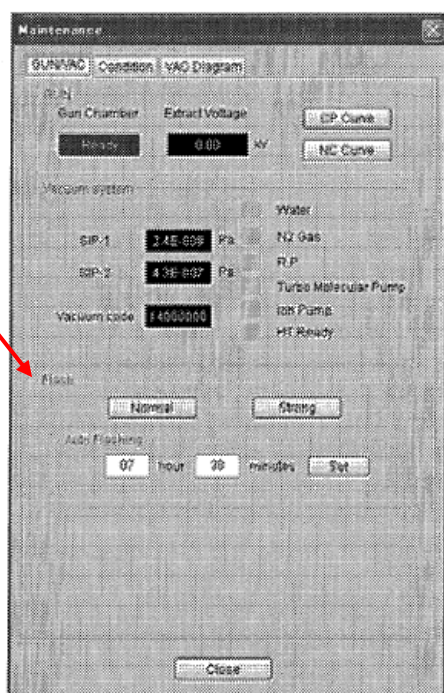 Maintenance
GUN/VAC Condition VAC Diagram
GUN
Gun Chamber Extract Voltage
Ready 0.00 kV
CP Curve
NC Curve
Vacuum system
Water
SIP-1 Pa N2 Gas
SIP-2 Pa R.P
Turbo Molecular Pump
Vacuum code Ion Pump
HT Ready
Flash
Normal Strong
Auto Flashing
07 hour minutes Set
Close